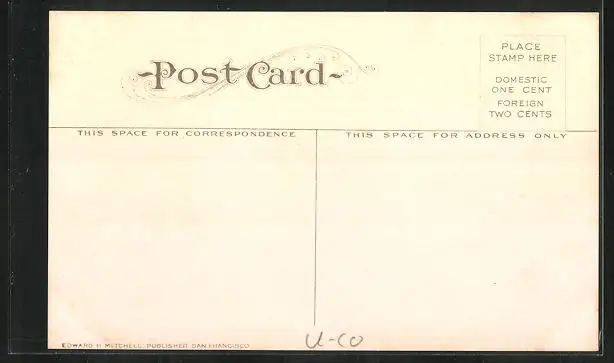 ~Post Card~
PLACE
STAMP HERE
DOMESTIC
ONE CENT
FOREIGN
TWO CENTS
THIS SPACE FOR CORRESPONDENCE
THIS SPACE FOR ADDRESS ONLY
EDWARD H MITCHELL, PUBLISHER, SAN FRANCISCO
U-CO